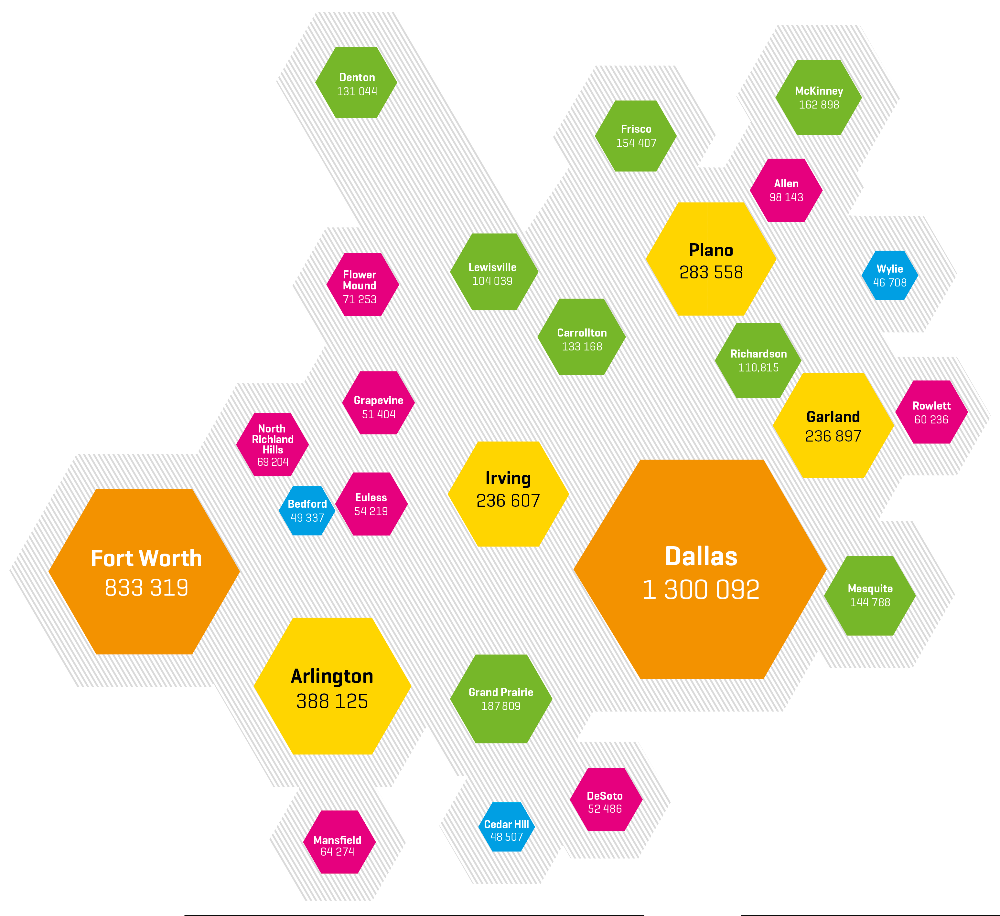 Denton
131 044
McKinney
162 898
Frisco
154 407
Allen
98 143
Plano
283 558
Lewisville
104 039
Wylie
46 708
Flower
Mound
71 253
Carrollton
133 168
Richardson
110,815
Grapevine
51 404
Garland
236 897
Rowlett
60 236
North
Richland
Hills
69 204
Irving
236 607
Bedford
49 337
Euless
54 219
Fort Worth
833 319
Dallas
1 300 092
Mesquite
144 788
Arlington
388 125
Grand Prairie
187 809
DeSoto
52 486
Cedar Hill
48 507
Mansfield
64 274